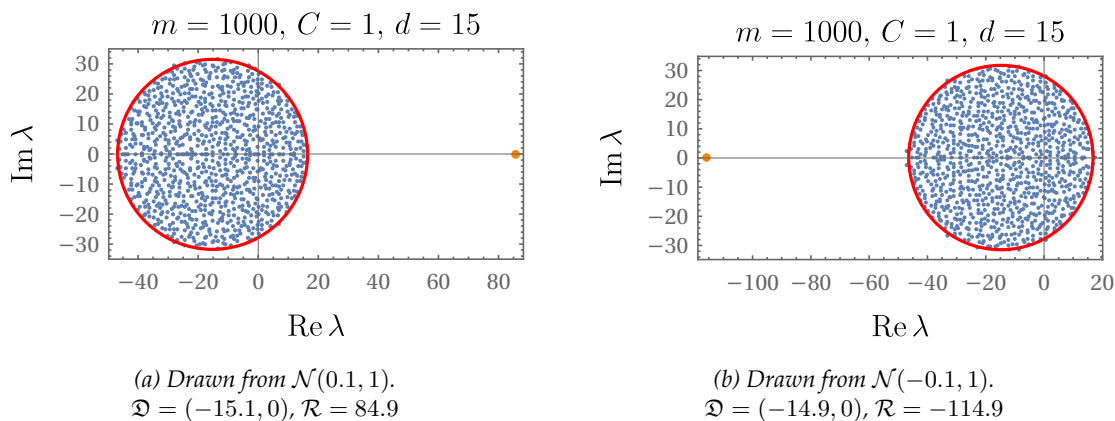 m = 1000, C = 1, d = 15
30
20
10
0
−10
−20
−30
Im λ
−40 −20 0 20 40 60 80
Re λ
(a) Drawn from 𝒩(0.1, 1).
𝔇 = (−15.1, 0), ℛ = 84.9
m = 1000, C = 1, d = 15
30
20
10
0
−10
−20
−30
Im λ
−100 −80 −60 −40 −20 0 20
Re λ
(b) Drawn from 𝒩(−0.1, 1).
𝔇 = (−14.9, 0), ℛ = −114.9